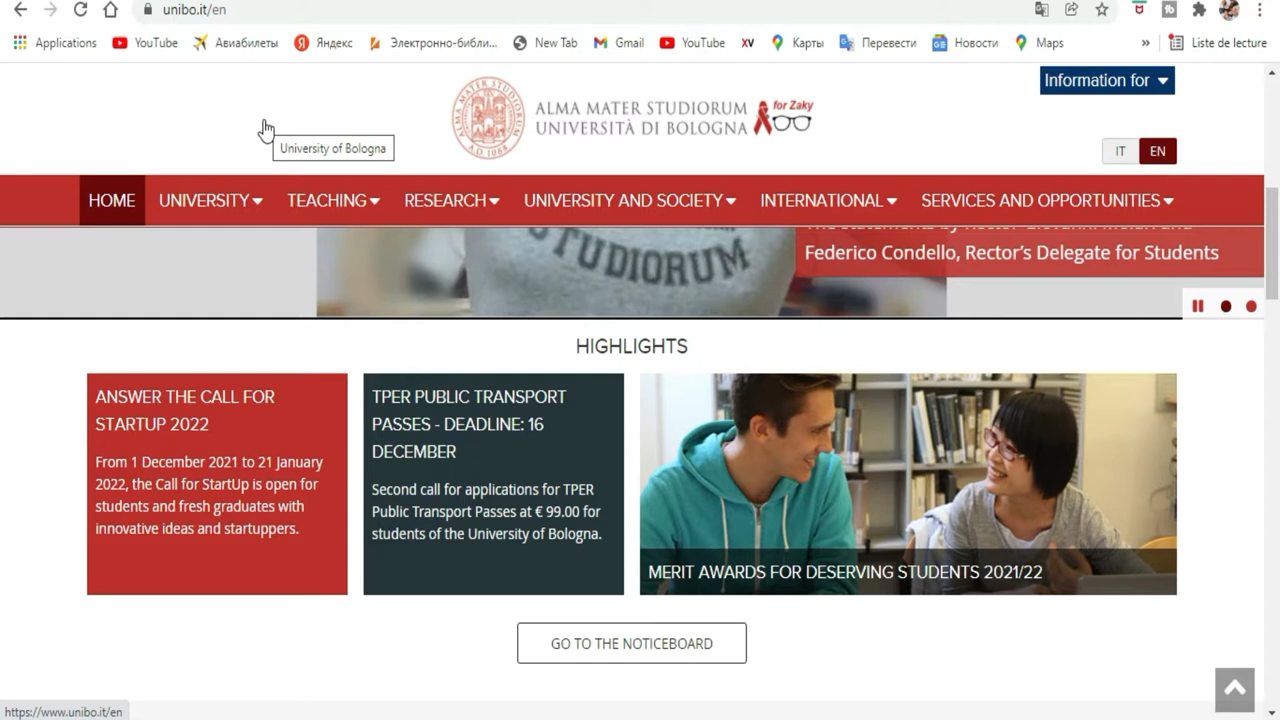 unibo.it/en
Applications YouTube Авиабилеты Яндекс Электронно-библи... New Tab Gmail YouTube XV Карты Перевести Новости Maps » Liste de lecture
Information for
ALMA MATER STUDIORUM for Zaky
UNIVERSITÀ DI BOLOGNA
University of Bologna
IT EN
HOME UNIVERSITY TEACHING RESEARCH UNIVERSITY AND SOCIETY INTERNATIONAL SERVICES AND OPPORTUNITIES
STUDIORUM
Federico Condello, Rector's Delegate for Students
HIGHLIGHTS
ANSWER THE CALL FOR
STARTUP 2022
From 1 December 2021 to 21 January
2022, the Call for StartUp is open for
students and fresh graduates with
innovative ideas and startuppers.
TPER PUBLIC TRANSPORT
PASSES - DEADLINE: 16
DECEMBER
Second call for applications for TPER
Public Transport Passes at € 99.00 for
students of the University of Bologna.
MERIT AWARDS FOR DESERVING STUDENTS 2021/22
GO TO THE NOTICEBOARD
https://www.unibo.it/en